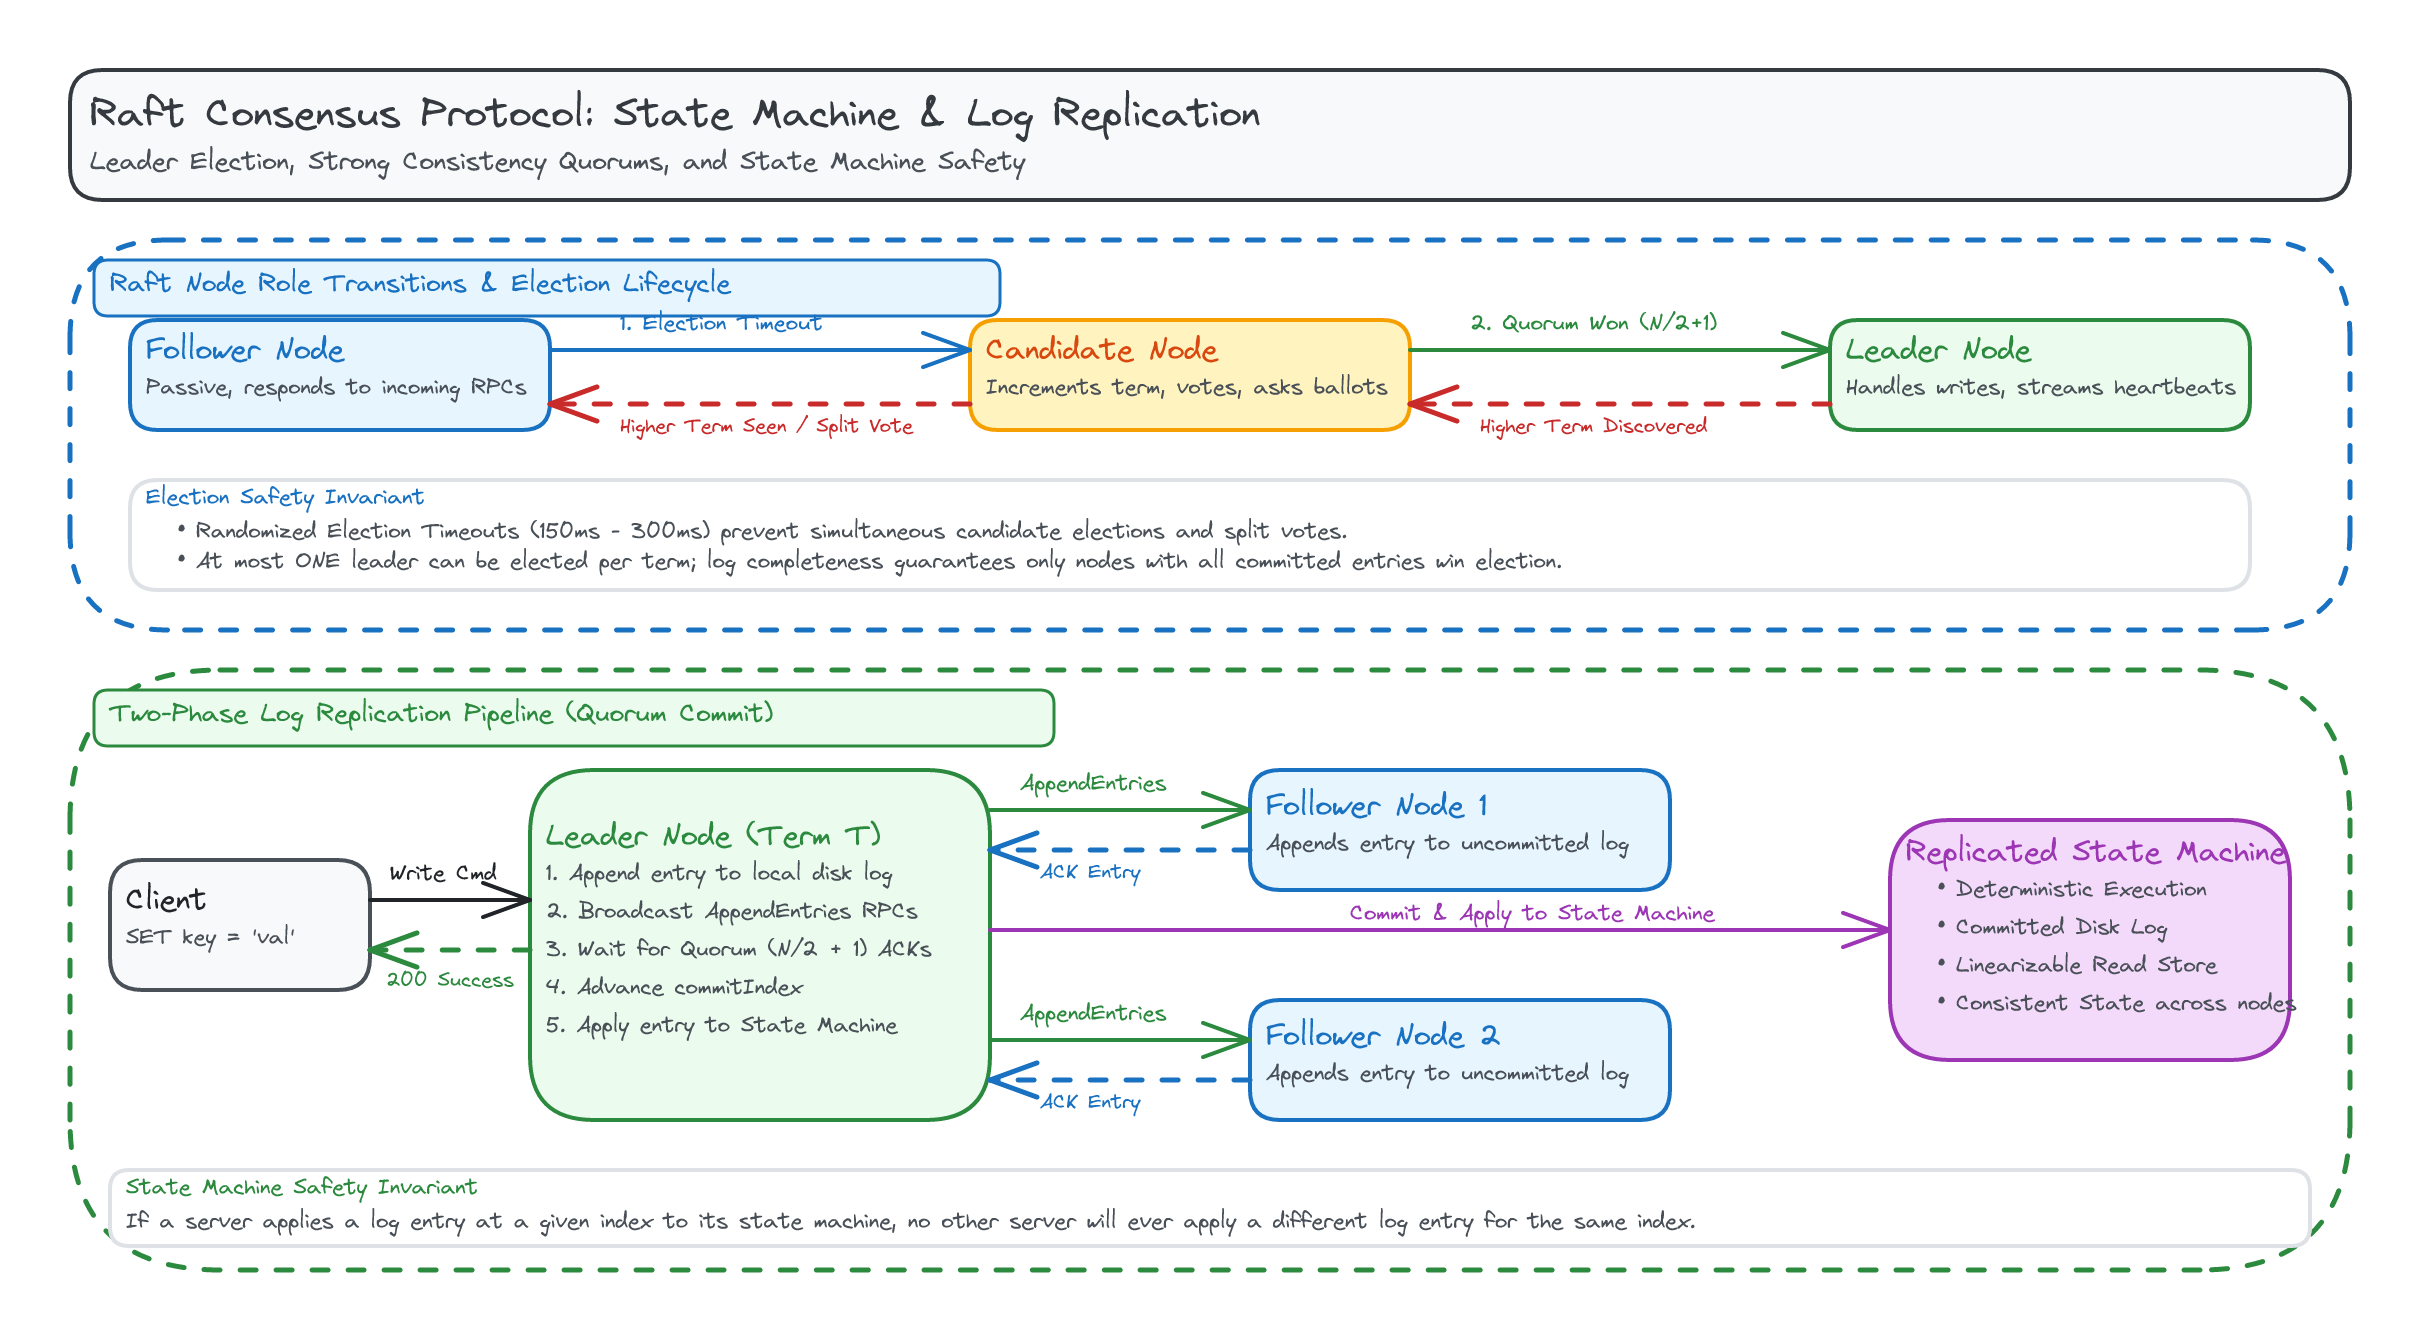 Raft Consensus Protocol: State Machine & Log Replication
Leader Election, Strong Consistency Quorums, and State Machine Safety
Raft Node Role Transitions & Election Lifecycle
Follower Node
Passive, responds to incoming RPCs
1. Election Timeout
Higher Term Seen / Split Vote
Candidate Node
Increments term, votes, asks ballots
2. Quorum Won (N/2+1)
Higher Term Discovered
Leader Node
Handles writes, streams heartbeats
Election Safety Invariant
• Randomized Election Timeouts (150ms - 300ms) prevent simultaneous candidate elections and split votes.
• At most ONE leader can be elected per term; log completeness guarantees only nodes with all committed entries win election.
Two-Phase Log Replication Pipeline (Quorum Commit)
Client
SET key = 'val'
Write Cmd
200 Success
Leader Node (Term T)
1. Append entry to local disk log
2. Broadcast AppendEntries RPCs
3. Wait for Quorum (N/2 + 1) ACKs
4. Advance commitIndex
5. Apply entry to State Machine
AppendEntries
ACK Entry
Follower Node 1
Appends entry to uncommitted log
Commit & Apply to State Machine
AppendEntries
ACK Entry
Follower Node 2
Appends entry to uncommitted log
Replicated State Machine
• Deterministic Execution
• Committed Disk Log
• Linearizable Read Store
• Consistent State across nodes
State Machine Safety Invariant
If a server applies a log entry at a given index to its state machine, no other server will ever apply a different log entry for the same index.